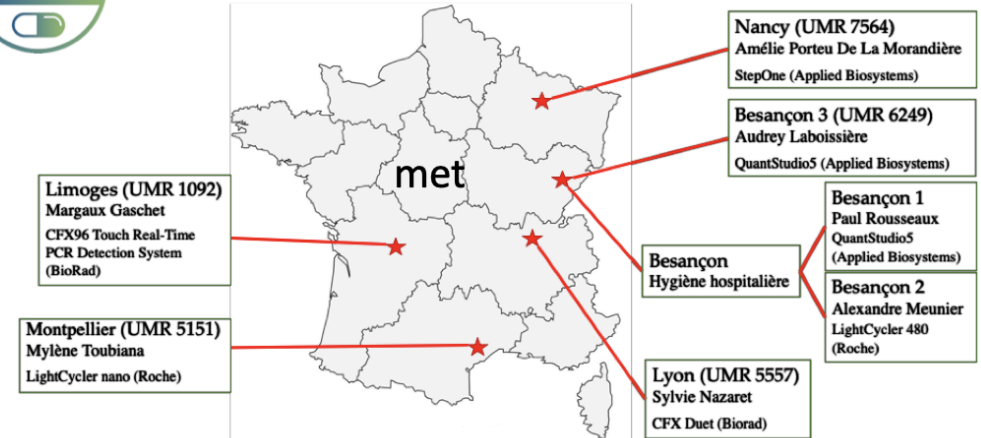 Nancy (UMR 7564)
Amélie Porteu De La Morandière
StepOne (Applied Biosystems)
Besançon 3 (UMR 6249)
Audrey Laboissière
QuantStudio5 (Applied Biosystems)
met
Limoges (UMR 1092)
Margaux Gaschet
CFX96 Touch Real-Time
PCR Detection System
(BioRad)
Besançon 1
Paul Rousseaux
QuantStudio5
(Applied Biosystems)
Besançon
Hygiène hospitalière
Besançon 2
Alexandre Meunier
LightCycler 480
(Roche)
Montpellier (UMR 5151)
Mylène Toubiana
LightCycler nano (Roche)
Lyon (UMR 5557)
Sylvie Nazaret
CFX Duet (Biorad)